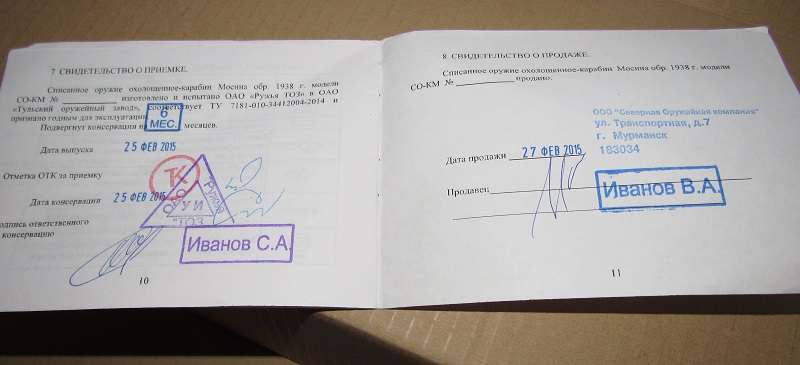 7 СВИДЕТЕЛЬСТВО О ПРИЕМКЕ.
Списанное оружие охолощенное-карабин Мосина обр. 1938 г. модели
СО-КМ № изготовлено и испытано ОАО «Ружья ТОЗ» в ОАО
«Тульский оружейный завод», соответствует ТУ 7181-010-34412004-2014 и
признано годным для эксплуатации.
Подвергнут консервации на 6 МЕС. месяцев.
Дата выпуска 25 ФЕВ 2015
Отметка ОТК за приемку
Дата консервации 25 ФЕВ 2015
одпись ответственного
консервацию
ТК
ТОЗ
Иванов С.А.
10
8 СВИДЕТЕЛЬСТВО О ПРОДАЖЕ.
Списанное оружие охолощенное-карабин Мосина обр. 1938 г. модели
СО-КМ № продано:
ООО "Северная Оружейная компания"
ул. Транспортная, д.7
г. Мурманск
183034
Дата продажи 27 ФЕВ 2015
Продавец
Иванов В.А.
11